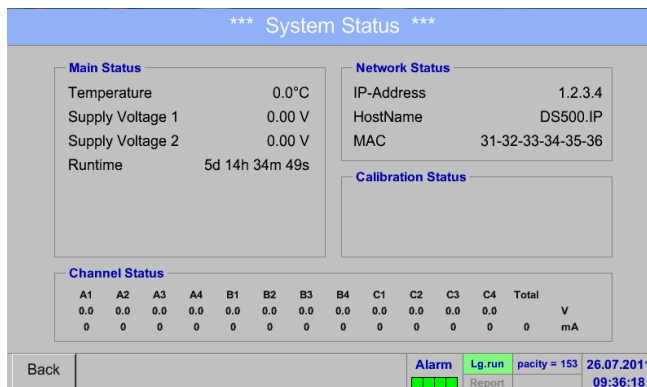 *** System Status ***
Main Status
Temperature 0.0°C
Supply Voltage 1 0.00 V
Supply Voltage 2 0.00 V
Runtime 5d 14h 34m 49s
Network Status
IP-Address 1.2.3.4
HostName DS500.IP
MAC 31-32-33-34-35-36
Calibration Status
Channel Status
A1 A2 A3 A4 B1 B2 B3 B4 C1 C2 C3 C4 Total
0.0 0.0 0.0 0.0 0.0 0.0 0.0 0.0 0.0 0.0 0.0 0.0 V
0 0 0 0 0 0 0 0 0 0 0 0 0 mA
Back
Alarm
Lg.run
Report
pacity = 153
26.07.2011
09:36:18